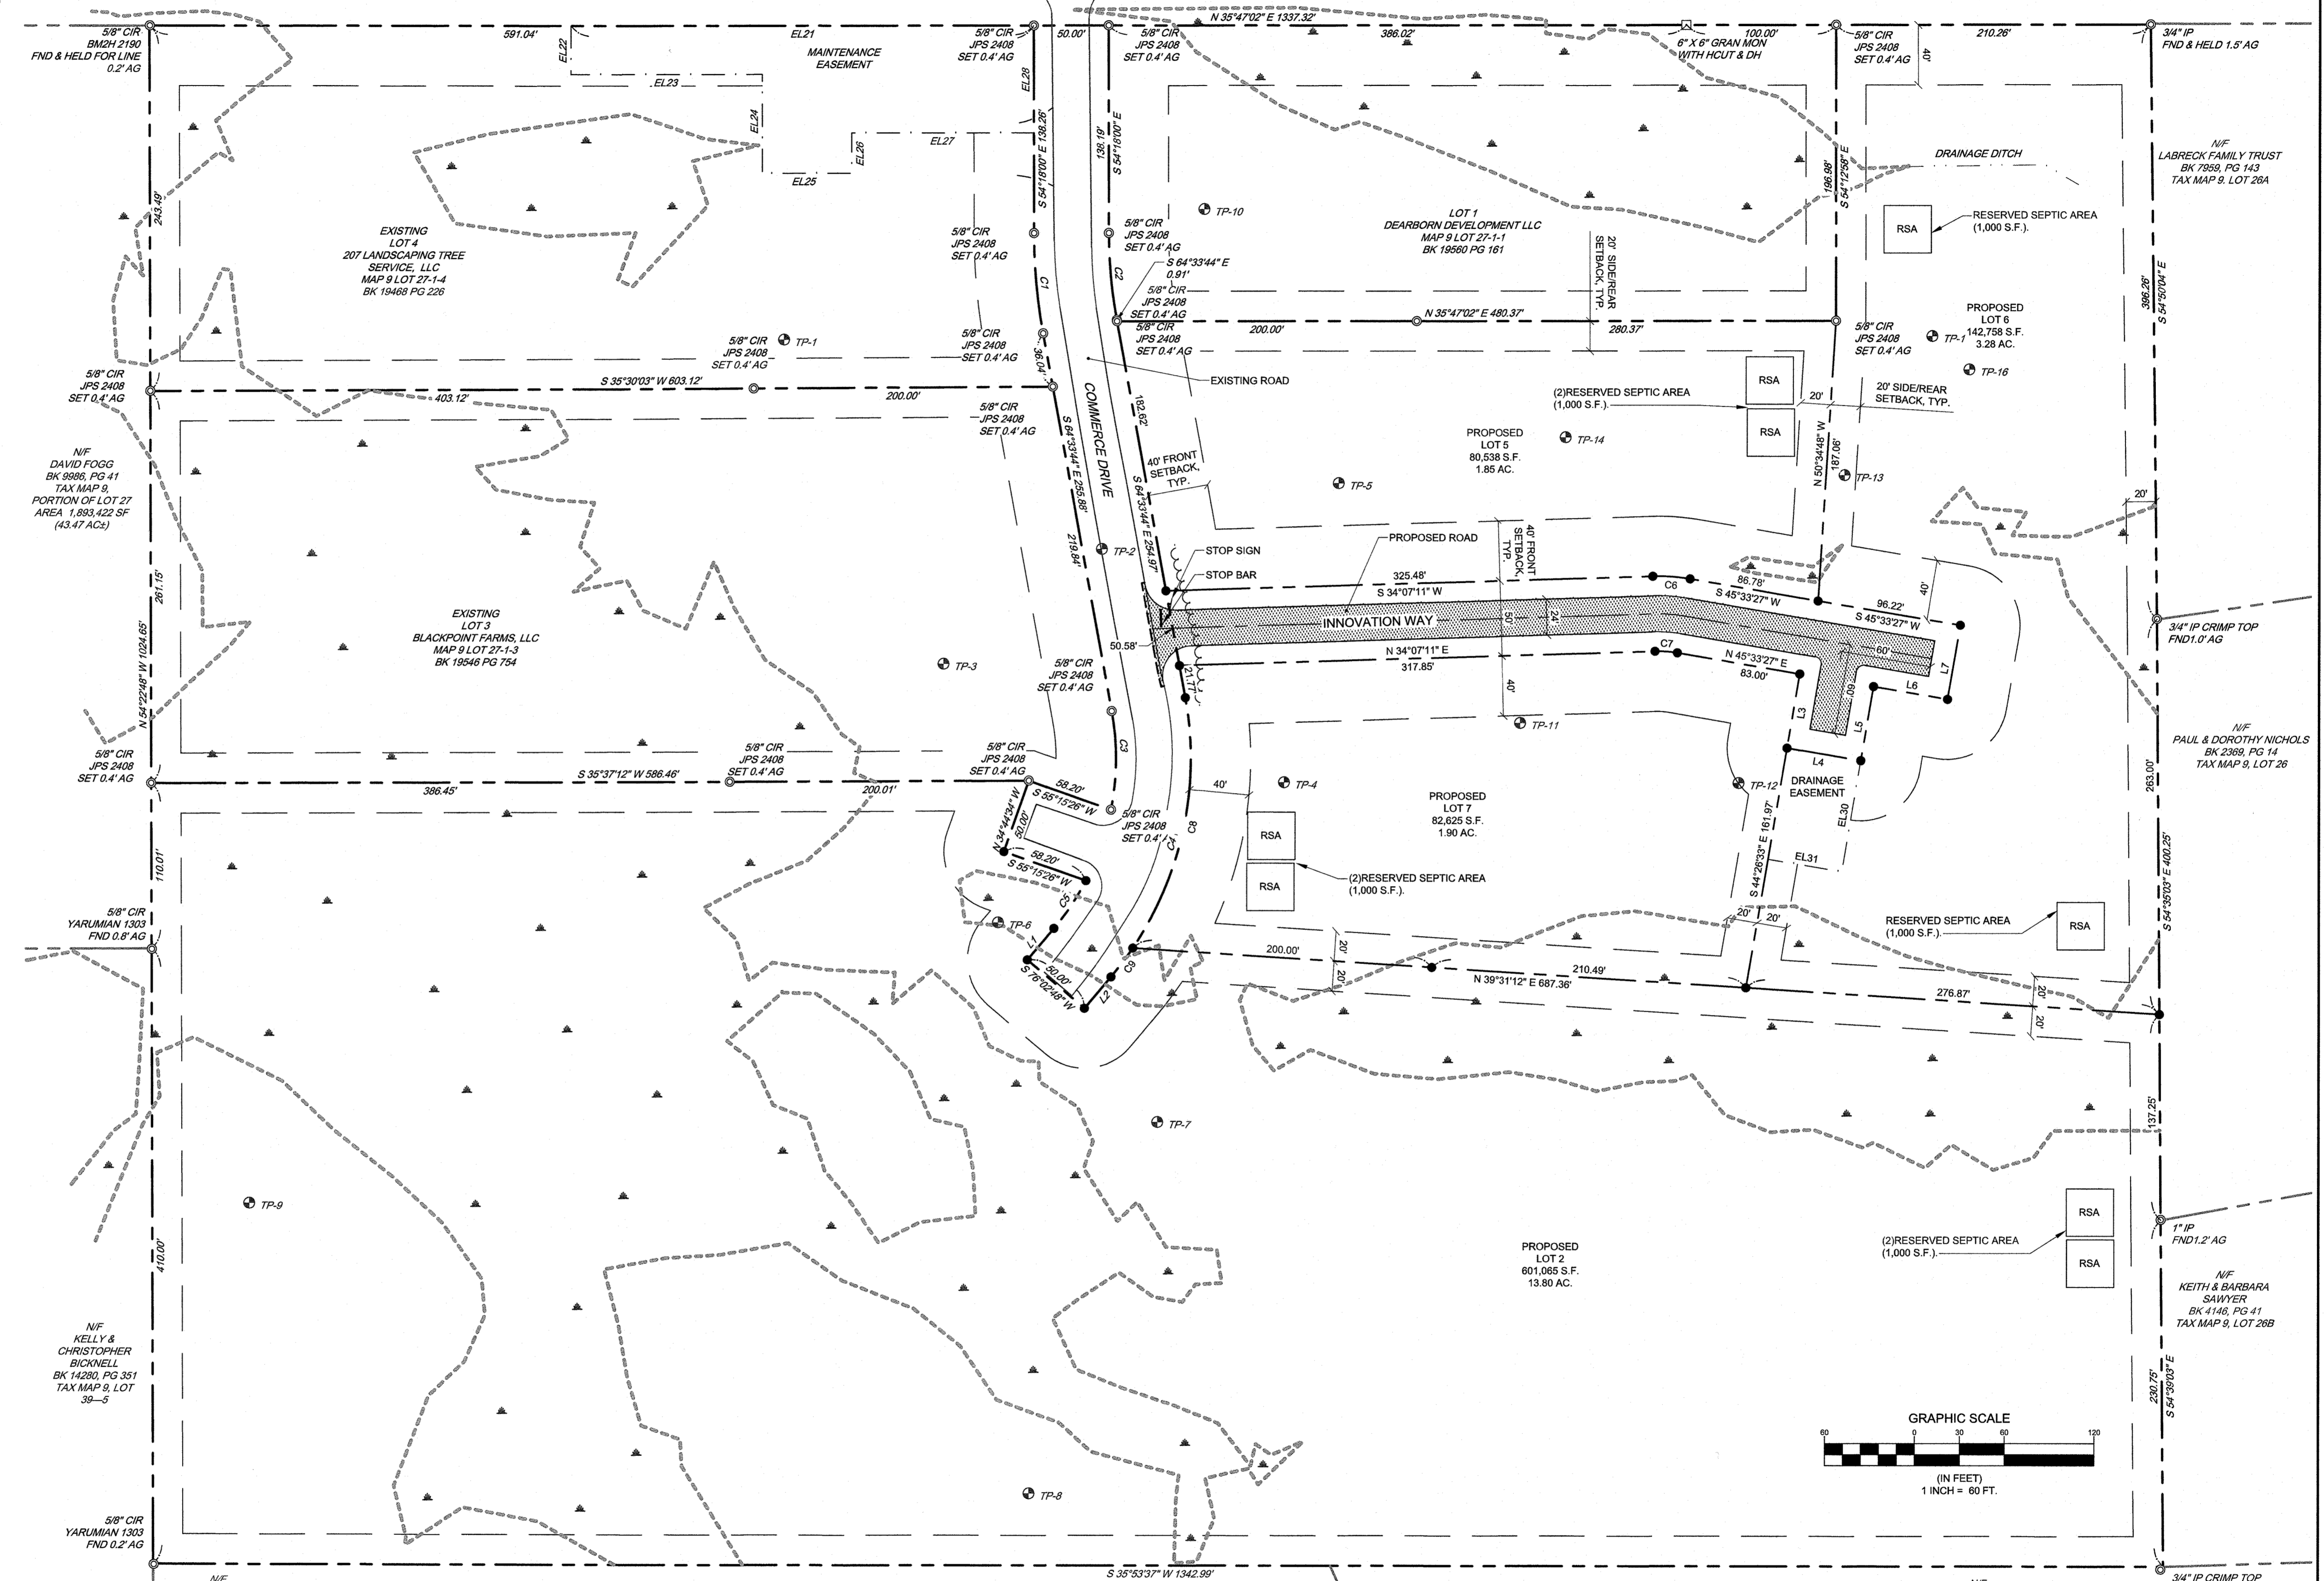 N 35°47'02" E 1337.32'
5/8" CIR
BM2H 2190
FND & HELD FOR LINE
0.2' AG
591.04'
EL22
EL21
MAINTENANCE
EASEMENT
EL23
EL24
EL25
EL26
EL27
EL28
5/8" CIR
JPS 2408
SET 0.4' AG
50.00'
5/8" CIR
JPS 2408
SET 0.4' AG
386.02'
100.00'
6" X 6" GRAN MON
WITH HCUT & DH
5/8" CIR
JPS 2408
SET 0.4' AG
210.26'
40'
3/4" IP
FND & HELD 1.5' AG
S 54°18'00" E 138.26'
138.19'
S 54°18'00" E
196.98'
S 54°12'58" E
DRAINAGE DITCH
N/F
LABRECK FAMILY TRUST
BK 7959, PG 143
TAX MAP 9. LOT 26A
243.49'
EXISTING
LOT 4
207 LANDSCAPING TREE
SERVICE, LLC
MAP 9 LOT 27-1-4
BK 19468 PG 226
5/8" CIR
JPS 2408
SET 0.4' AG
5/8" CIR
JPS 2408
SET 0.4' AG
TP-10
LOT 1
DEARBORN DEVELOPMENT LLC
MAP 9 LOT 27-1-1
BK 19560 PG 161
20' SIDE/REAR
SETBACK, TYP.
RSA
RESERVED SEPTIC AREA
(1,000 S.F.).
396.26'
S 54°50'04" E
C1
C2
S 64°33'44" E
0.91'
5/8" CIR
JPS 2408
SET 0.4' AG
5/8" CIR
JPS 2408
SET 0.4' AG
200.00'
N 35°47'02" E 480.37'
280.37'
5/8" CIR
JPS 2408
SET 0.4' AG
PROPOSED
LOT 6
142,758 S.F.
3.28 AC.
TP-1
TP-16
TP-1
5/8" CIR
JPS 2408
SET 0.4' AG
5/8" CIR
JPS 2408
SET 0.4' AG
36.04'
5/8" CIR
JPS 2408
SET 0.4' AG
S 35°30'03" W 603.12'
403.12'
200.00'
5/8" CIR
JPS 2408
SET 0.4' AG
EXISTING ROAD
COMMERCE DRIVE
182.62'
S 64°33'44" E 255.88'
S 64°33'44" E 254.97'
219.84'
(2)RESERVED SEPTIC AREA
(1,000 S.F.).
RSA
RSA
20'
20' SIDE/REAR
SETBACK, TYP.
N 50°34'48" W
187.06'
PROPOSED
LOT 5
80,538 S.F.
1.85 AC.
TP-14
TP-5
TP-13
40' FRONT
SETBACK,
TYP.
20'
N/F
DAVID FOGG
BK 9986, PG 41
TAX MAP 9,
PORTION OF LOT 27
AREA 1,893,422 SF
(43.47 AC±)
261.15'
N 54°22'48" W 1024.65'
EXISTING
LOT 3
BLACKPOINT FARMS, LLC
MAP 9 LOT 27-1-3
BK 19546 PG 754
TP-2
TP-3
STOP SIGN
STOP BAR
PROPOSED ROAD
40' FRONT
SETBACK,
TYP.
325.48'
S 34°07'11" W
C6
86.78'
S 45°33'27" W
96.22'
S 45°33'27" W
40'
3/4" IP CRIMP TOP
FND1.0' AG
INNOVATION WAY
50'
24'
50.58'
N 34°07'11" E
317.85'
C7
N 45°33'27" E
83.00'
60'
60'
L7
L6
L5
L3
L4
40'
21.77'
5/8" CIR
JPS 2408
SET 0.4' AG
TP-11
DRAINAGE
EASEMENT
TP-12
EL30
EL31
N/F
PAUL & DOROTHY NICHOLS
BK 2369, PG 14
TAX MAP 9, LOT 26
263.00'
5/8" CIR
JPS 2408
SET 0.4' AG
S 35°37'12" W 586.46'
386.45'
5/8" CIR
JPS 2408
SET 0.4' AG
200.01'
5/8" CIR
JPS 2408
SET 0.4' AG
C3
58.20'
S 55°15'26" W
5/8" CIR
JPS 2408
SET 0.4'
N 34°44'34" W
50.00'
C4
C8
40'
TP-4
PROPOSED
LOT 7
82,625 S.F.
1.90 AC.
RSA
RSA
(2)RESERVED SEPTIC AREA
(1,000 S.F.).
58.20'
S 55°15'26" W
C5
TP-6
L1
50.00'
S 76°02'48" W
L2
C9
S 44°26'33" E 161.97'
20'
20'
RESERVED SEPTIC AREA
(1,000 S.F.).
RSA
S 54°35'03" E 400.25'
110.01'
5/8" CIR
YARUMIAN 1303
FND 0.8' AG
200.00'
20'
20'
210.49'
N 39°31'12" E 687.36'
276.87'
20'
20'
137.25'
TP-7
TP-9
410.00'
(2)RESERVED SEPTIC AREA
(1,000 S.F.).
RSA
RSA
1" IP
FND1.2' AG
PROPOSED
LOT 2
601,065 S.F.
13.80 AC.
N/F
KEITH & BARBARA
SAWYER
BK 4146, PG 41
TAX MAP 9, LOT 26B
N/F
KELLY &
CHRISTOPHER
BICKNELL
BK 14280, PG 351
TAX MAP 9, LOT
39—5
230.75'
S 54°39'03" E
GRAPHIC SCALE
60 0 30 60 120
(IN FEET)
1 INCH = 60 FT.
TP-8
5/8" CIR
YARUMIAN 1303
FND 0.2' AG
S 35°53'37" W 1342.99'
N/F
3/4" IP CRIMP TOP